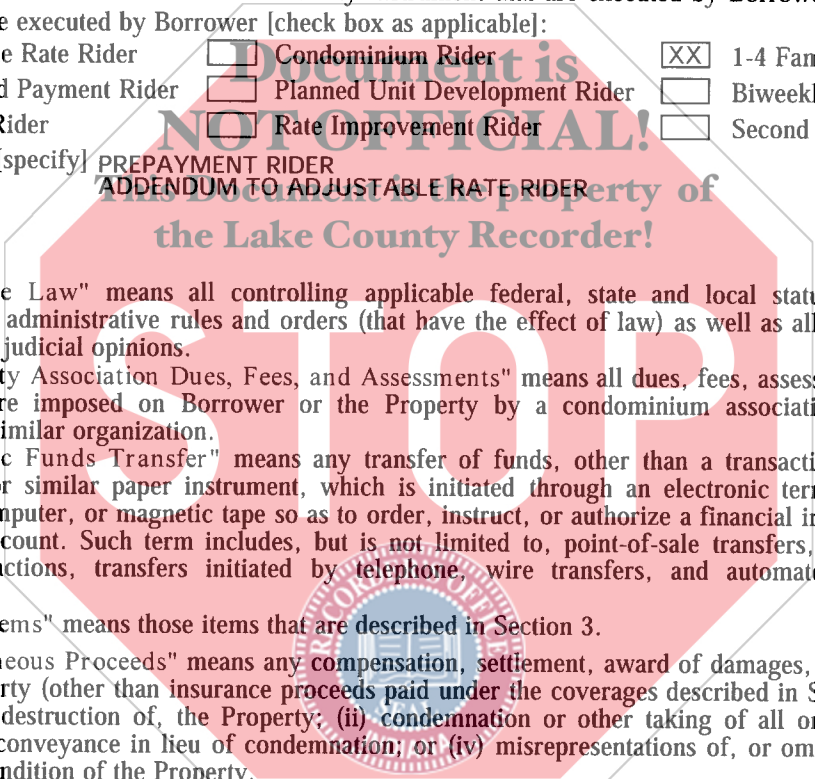 e executed by Borrower [check box as applicable]:
e Rate Rider Condominium Rider XX 1-4 Fam
d Payment Rider Planned Unit Development Rider Biweekl
Rider Rate Improvement Rider Second
[specify] PREPAYMENT RIDER
ADDENDUM TO ADJUSTABLE RATE RIDER
Document is
NOT OFFICIAL!
This Document is the property of
the Lake County Recorder!
STOP
e Law" means all controlling applicable federal, state and local statu
administrative rules and orders (that have the effect of law) as well as all
judicial opinions.
ty Association Dues, Fees, and Assessments" means all dues, fees, assess
re imposed on Borrower or the Property by a condominium associati
imilar organization.
c Funds Transfer" means any transfer of funds, other than a transacti
r similar paper instrument, which is initiated through an electronic term
mputer, or magnetic tape so as to order, instruct, or authorize a financial in
count. Such term includes, but is not limited to, point-of-sale transfers,
actions, transfers initiated by telephone, wire transfers, and automate
ems" means those items that are described in Section 3.
eous Proceeds" means any compensation, settlement, award of damages,
rty (other than insurance proceeds paid under the coverages described in S
destruction of, the Property; (ii) condemnation or other taking of all or
conveyance in lieu of condemnation; or (iv) misrepresentations of, or om
ndition of the Property.